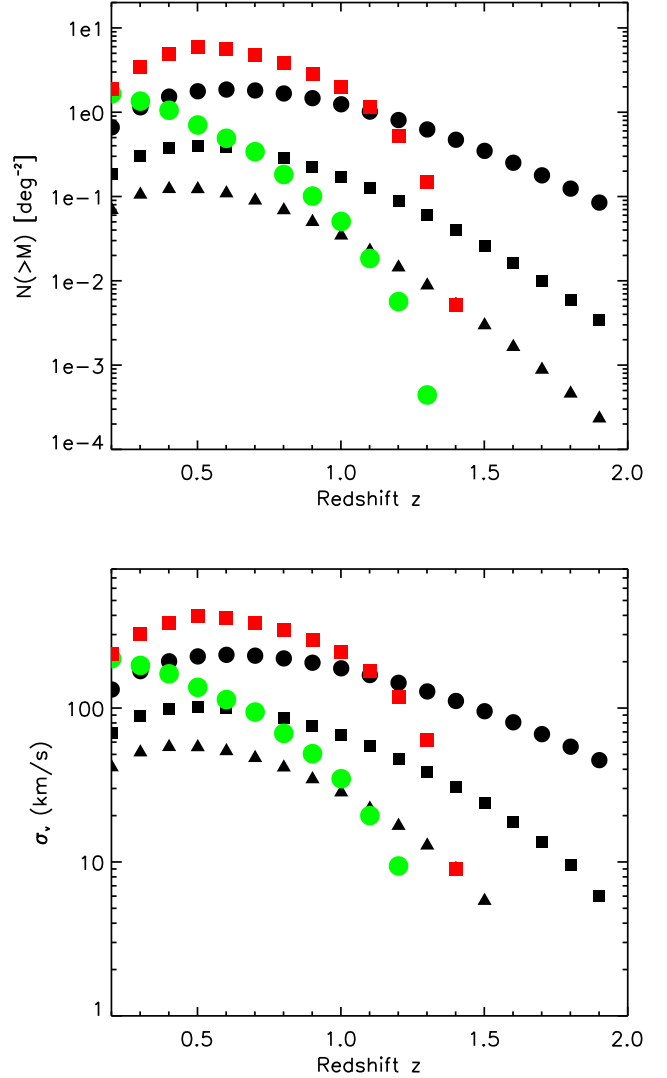 1e1
1e0
1e-1
1e-2
1e-3
1e-4
N(>M) [deg⁻²]
0.5 1.0 1.5 2.0
Redshift z
100
10
1
σᵥ (km/s)
0.5 1.0 1.5 2.0
Redshift z